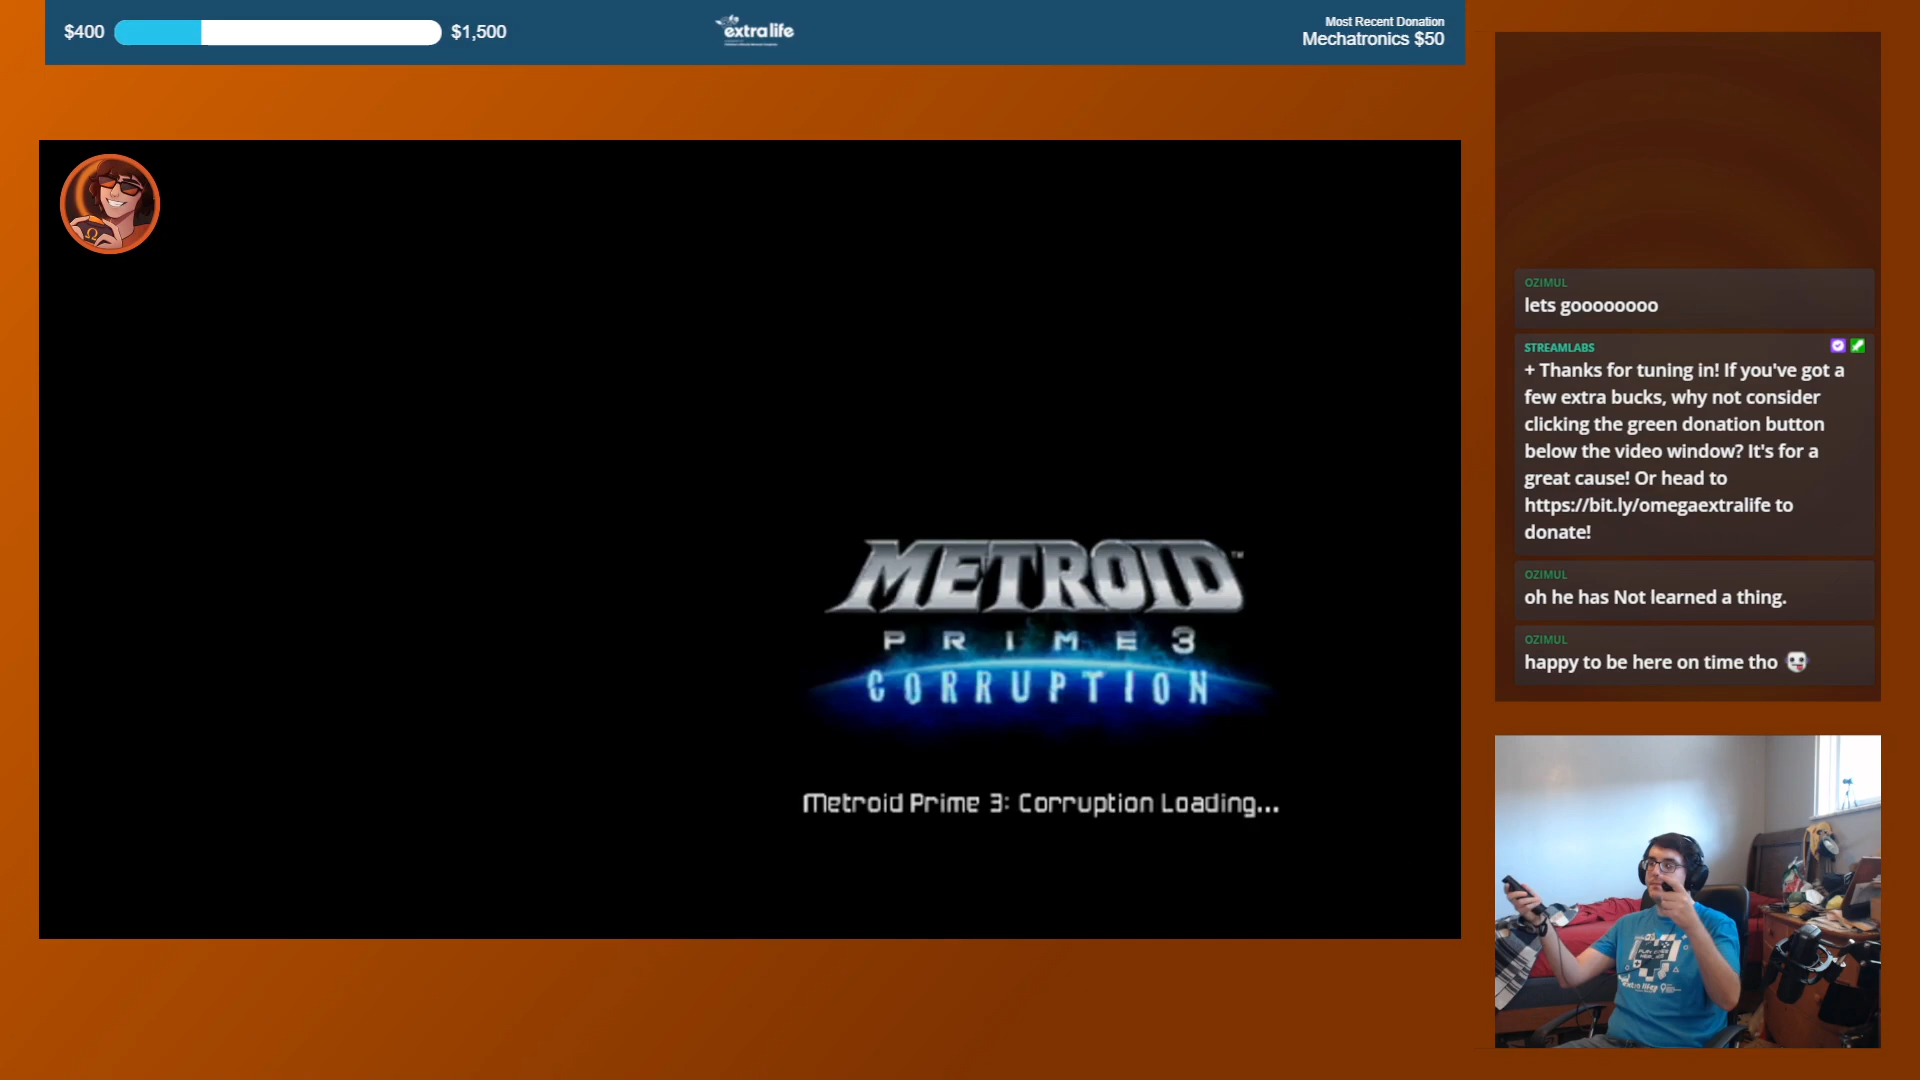 $400
$1,500
extralife
Most Recent Donation
Mechatronics $50
Ω
METROID™
PRIME 3
CORRUPTION
Metroid Prime 3: Corruption Loading...
OZIMUL
lets goooooooo
STREAMLABS
+ Thanks for tuning in! If you've got a
few extra bucks, why not consider
clicking the green donation button
below the video window? It's for a
great cause! Or head to
https://bit.ly/omegaextralife to
donate!
OZIMUL
oh he has Not learned a thing.
OZIMUL
happy to be here on time tho